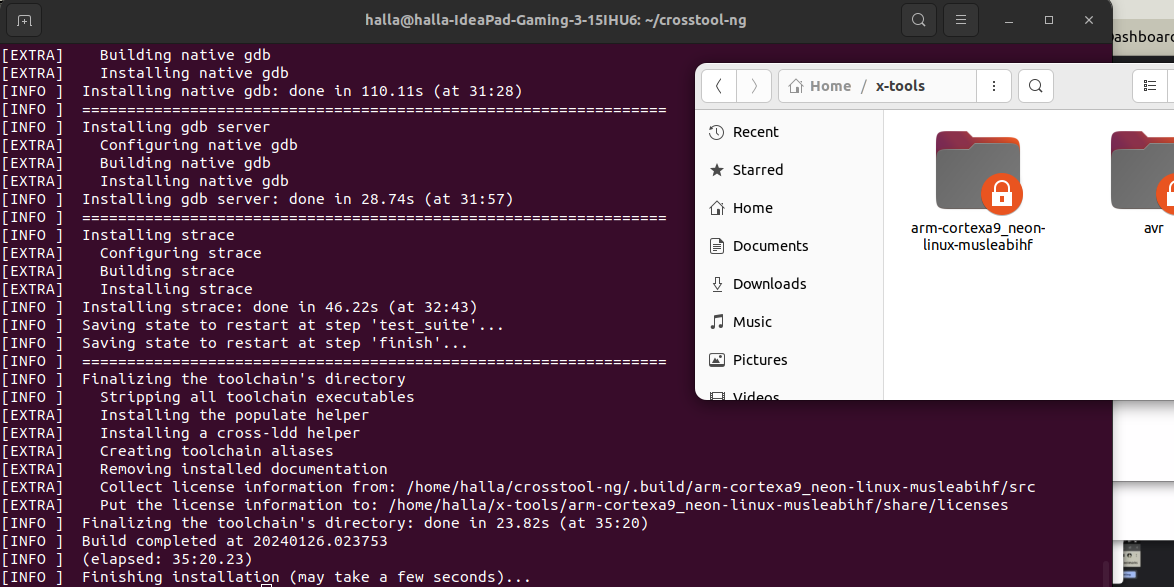 halla@halla-IdeaPad-Gaming-3-15IHU6: ~/crosstool-ng
[EXTRA]    Building native gdb
[EXTRA]    Installing native gdb
[INFO ]  Installing native gdb: done in 110.11s (at 31:28)
[INFO ]  =================================================================
[INFO ]  Installing gdb server
[EXTRA]    Configuring native gdb
[EXTRA]    Building native gdb
[EXTRA]    Installing native gdb
[INFO ]  Installing gdb server: done in 28.74s (at 31:57)
[INFO ]  =================================================================
[INFO ]  Installing strace
[EXTRA]    Configuring strace
[EXTRA]    Building strace
[EXTRA]    Installing strace
[INFO ]  Installing strace: done in 46.22s (at 32:43)
[INFO ]  Saving state to restart at step 'test_suite'...
[INFO ]  Saving state to restart at step 'finish'...
[INFO ]  =================================================================
[INFO ]  Finalizing the toolchain's directory
[INFO ]    Stripping all toolchain executables
[EXTRA]    Installing the populate helper
[EXTRA]    Installing a cross-ldd helper
[EXTRA]    Creating toolchain aliases
[EXTRA]    Removing installed documentation
[EXTRA]    Collect license information from: /home/halla/crosstool-ng/.build/arm-cortexa9_neon-linux-musleabihf/src
[EXTRA]    Put the license information to: /home/halla/x-tools/arm-cortexa9_neon-linux-musleabihf/share/licenses
[INFO ]  Finalizing the toolchain's directory: done in 23.82s (at 35:20)
[INFO ]  Build completed at 20240126.023753
[INFO ]  (elapsed: 35:20.23)
[INFO ]  Finishing installation (may take a few seconds)...
ashboard
Home / x-tools
Recent
Starred
Home
Documents
Downloads
Music
Pictures
Videos
arm-cortexa9_neon-
linux-musleabihf
avr